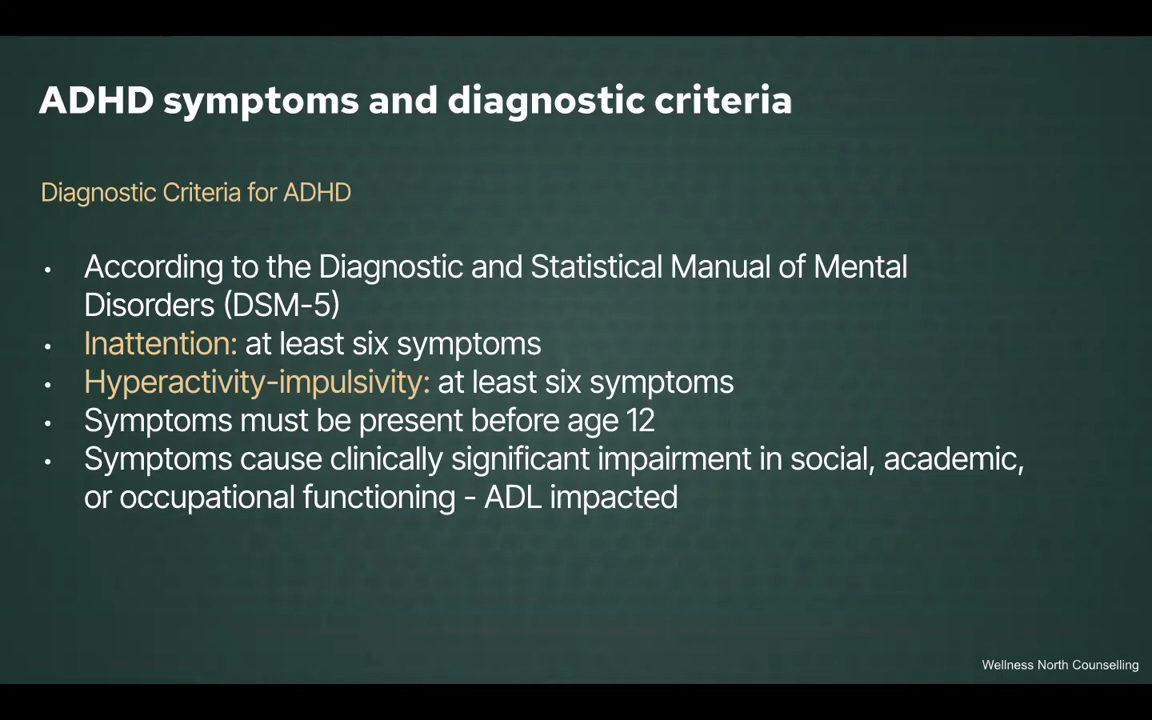 ADHD symptoms and diagnostic criteria
Diagnostic Criteria for ADHD
• According to the Diagnostic and Statistical Manual of Mental
Disorders (DSM-5)
• Inattention: at least six symptoms
• Hyperactivity-impulsivity: at least six symptoms
• Symptoms must be present before age 12
• Symptoms cause clinically significant impairment in social, academic,
or occupational functioning - ADL impacted
Wellness North Counselling